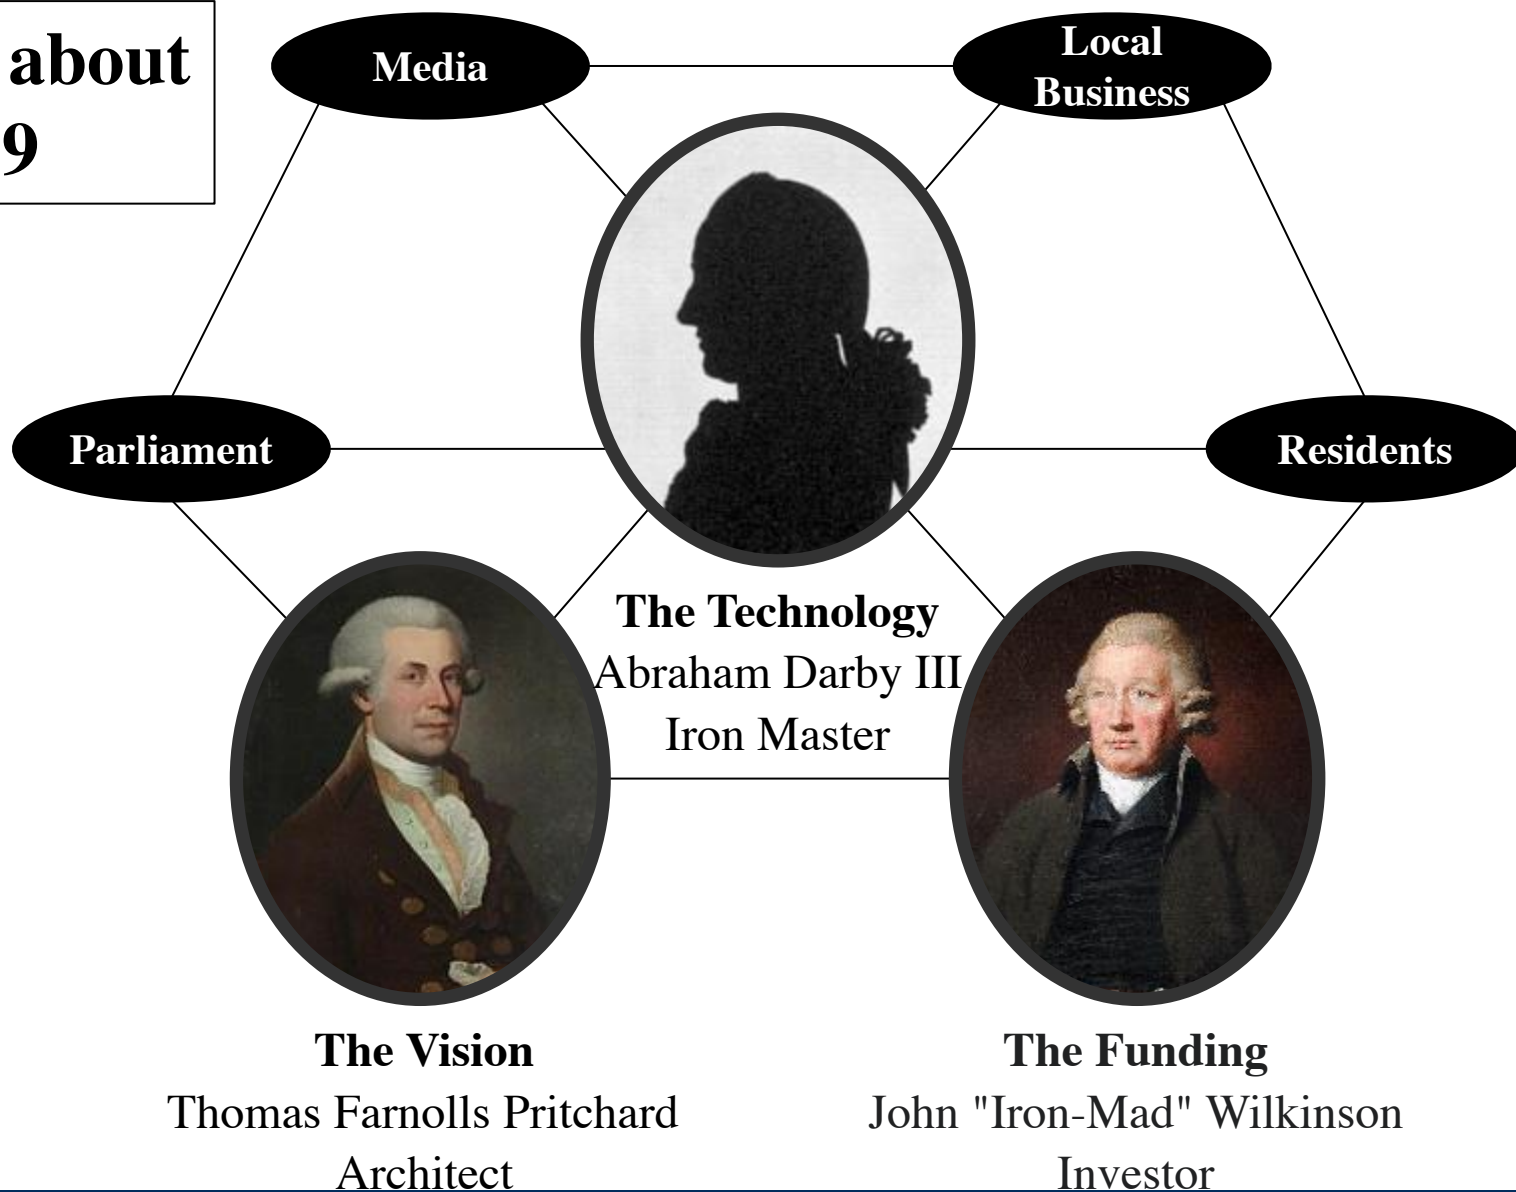 about
9
Media
Local
Business
Parliament
Residents
The Technology
Abraham Darby III
Iron Master
The Vision
Thomas Farnolls Pritchard
Architect
The Funding
John "Iron-Mad" Wilkinson
Investor